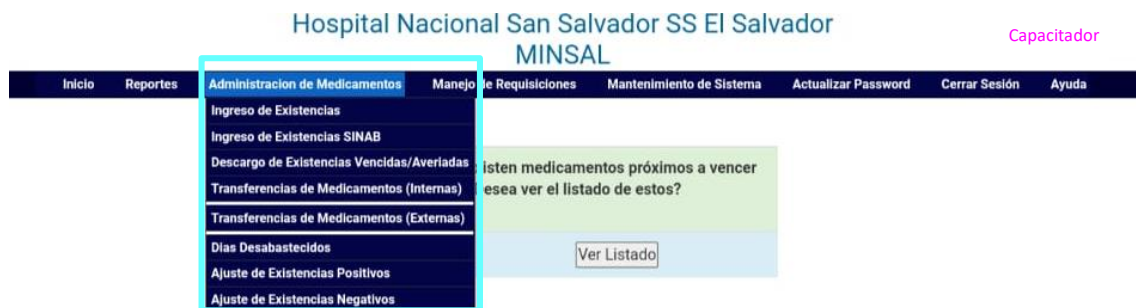 Hospital Nacional San Salvador SS El Salvador
MINSAL
Capacitador
Inicio Reportes Administracion de Medicamentos Manejo de Requisiciones Mantenimiento de Sistema Actualizar Password Cerrar Sesión Ayuda
Ingreso de Existencias
Ingreso de Existencias SINAB
Descargo de Existencias Vencidas/Averiadas
Transferencias de Medicamentos (Internas)
Transferencias de Medicamentos (Externas)
Dias Desabastecidos
Ajuste de Existencias Positivos
Ajuste de Existencias Negativos
isten medicamentos próximos a vencer
esea ver el listado de estos?
Ver Listado